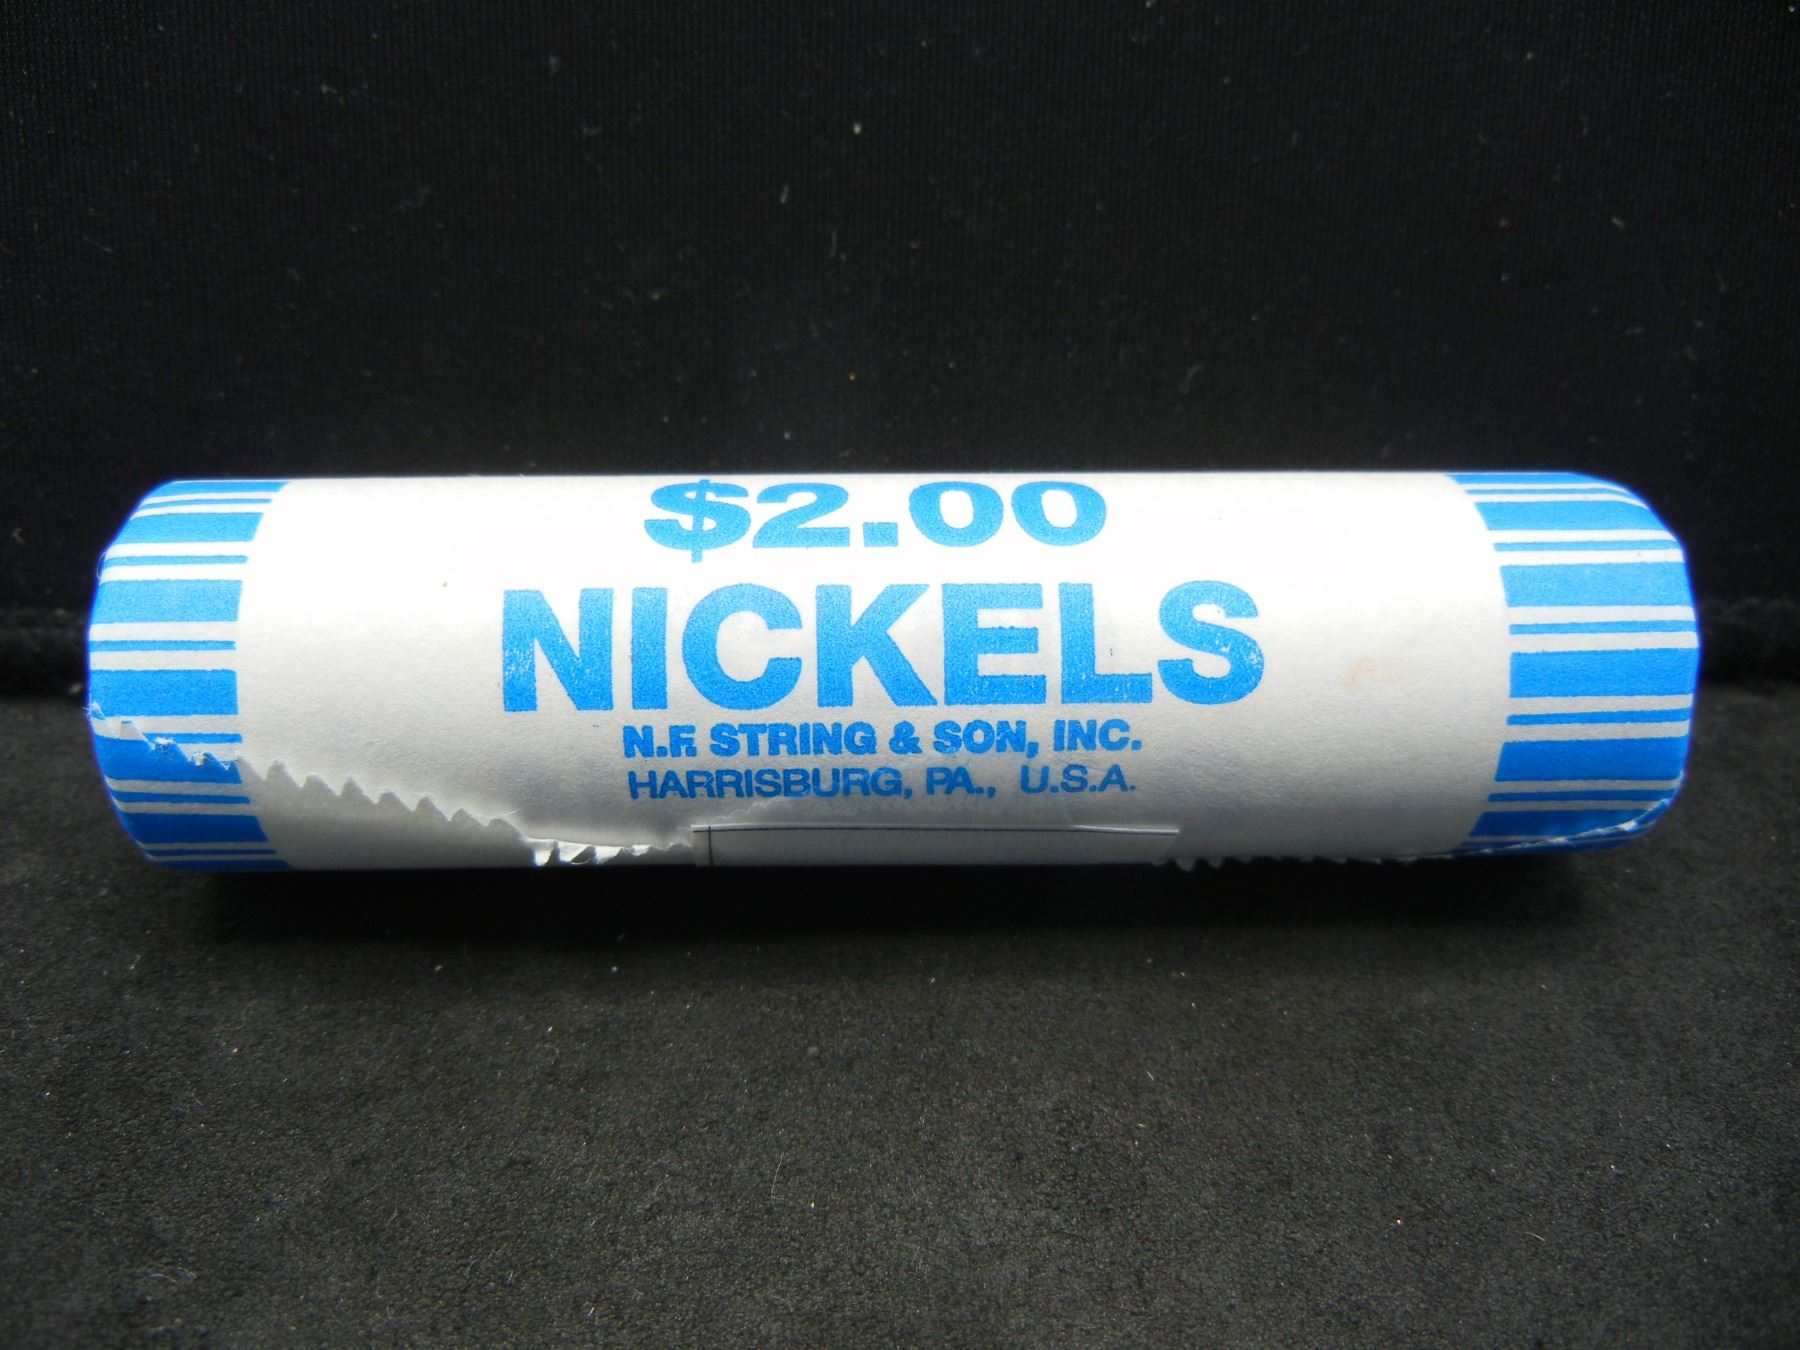 $2.00
NICKELS
N.F. STRING & SON, INC.
HARRISBURG, PA., U.S.A.